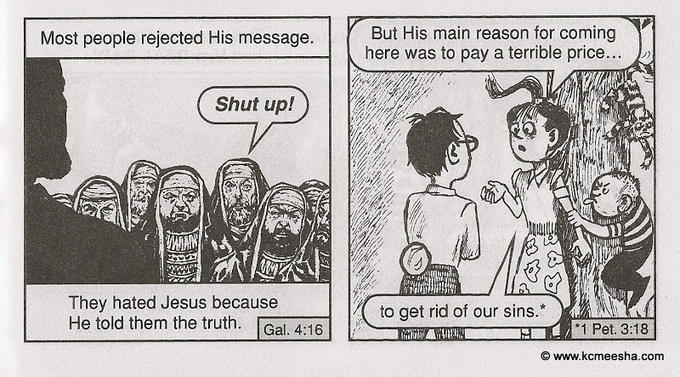 Most people rejected His message.
Shut up!
They hated Jesus because
He told them the truth.
Gal. 4:16
But His main reason for coming
here was to pay a terrible price...
to get rid of our sins.*
*1 Pet. 3:18
© www.kcmeesha.com